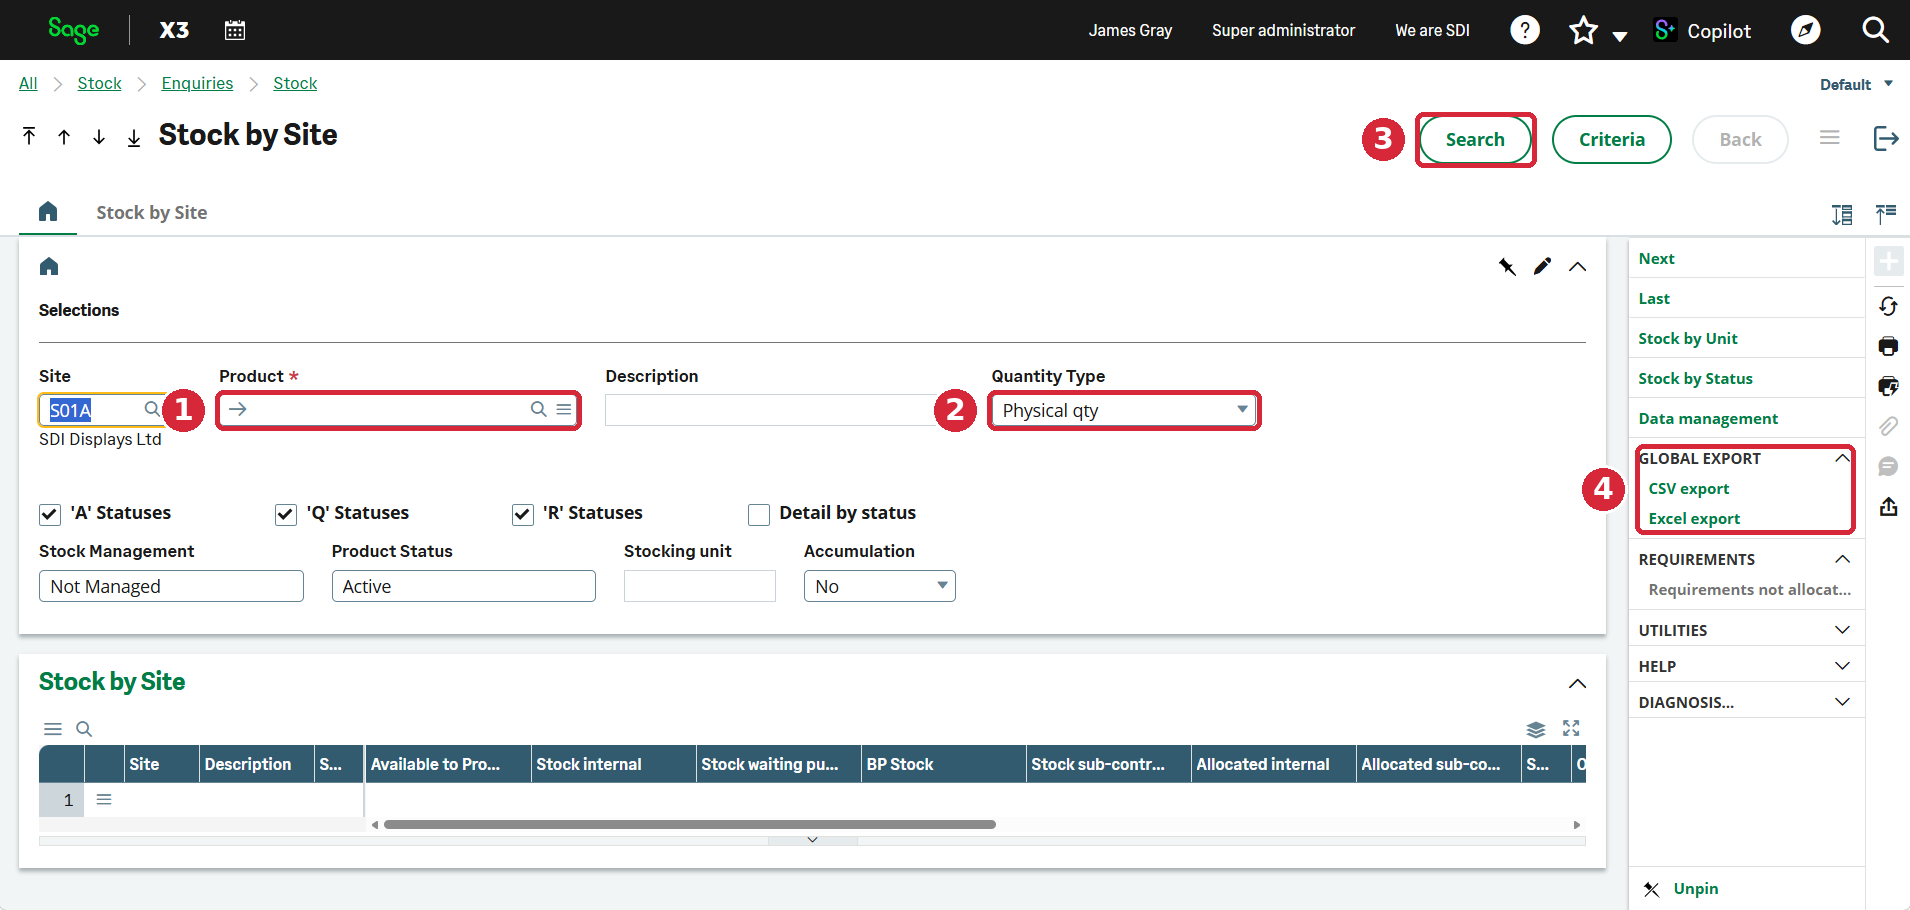 Sage X3 James Gray Super administrator We are SDI ? Copilot
All Stock Enquiries Stock Default
Stock by Site
3 Search Criteria Back
Stock by Site
Selections
Site Product * Description Quantity Type
S01A 1 2 Physical qty
SDI Displays Ltd
'A' Statuses 'Q' Statuses 'R' Statuses Detail by status
Stock Management Product Status Stocking unit Accumulation
Not Managed Active No
Stock by Site
Site Description S... Available to Pro... Stock internal Stock waiting pu... BP Stock Stock sub-contr... Allocated internal Allocated sub-co... S...
1
Next
Last
Stock by Unit
Stock by Status
Data management
GLOBAL EXPORT
4 CSV export
Excel export
REQUIREMENTS
Requirements not allocat...
UTILITIES
HELP
DIAGNOSIS...
Unpin